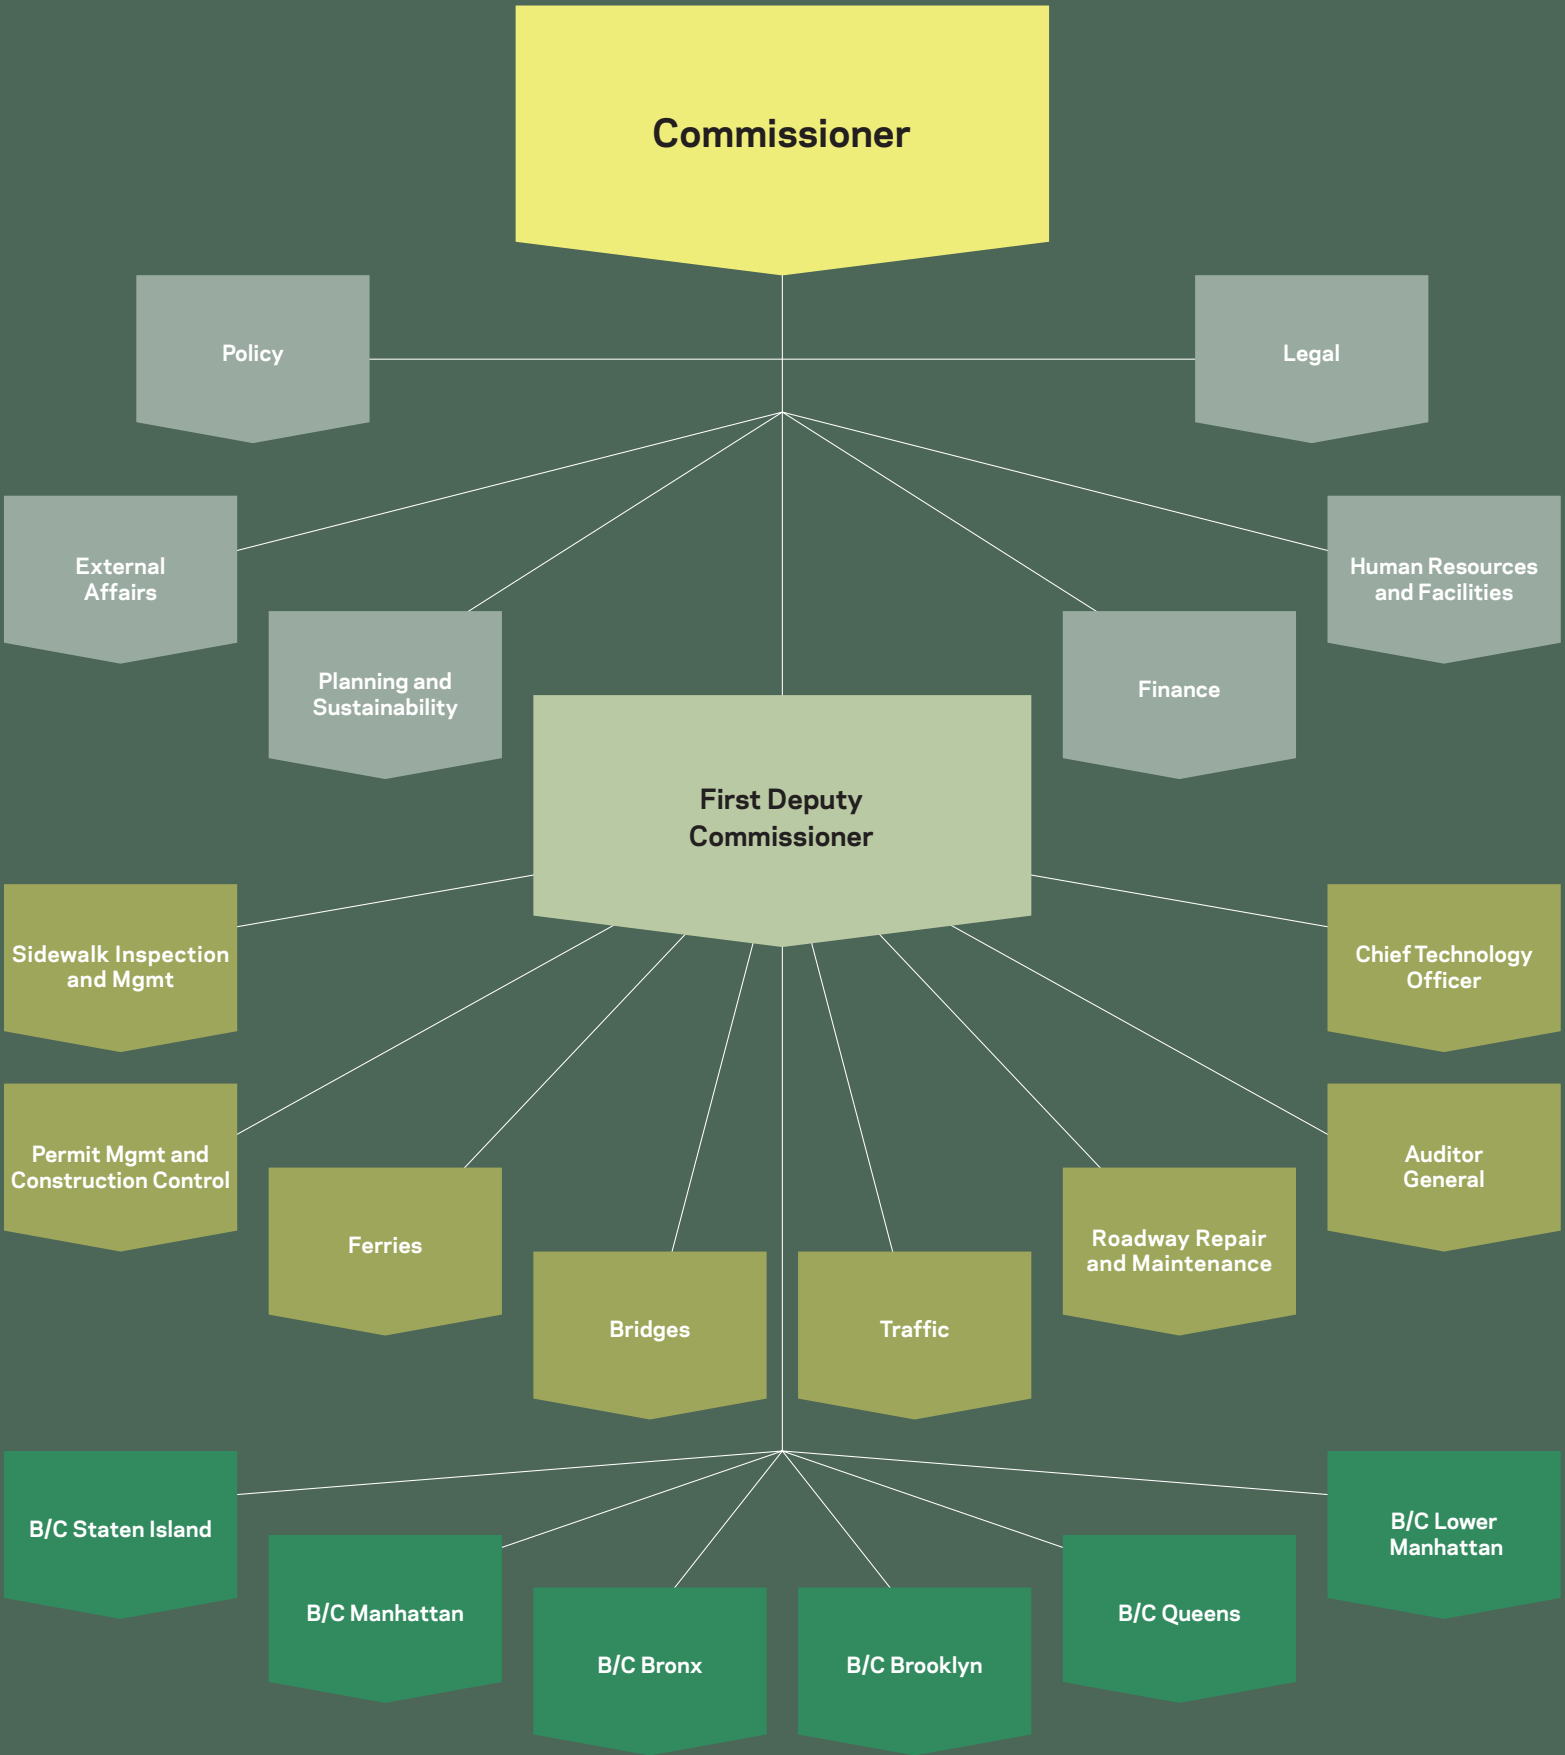 Commissioner
Policy
Legal
External
Affairs
Human Resources
and Facilities
Planning and
Sustainability
Finance
First Deputy
Commissioner
Sidewalk Inspection
and Mgmt
Chief Technology
Officer
Permit Mgmt and
Construction Control
Auditor
General
Ferries
Roadway Repair
and Maintenance
Bridges
Traffic
B/C Staten Island
B/C Lower
Manhattan
B/C Manhattan
B/C Queens
B/C Bronx
B/C Brooklyn